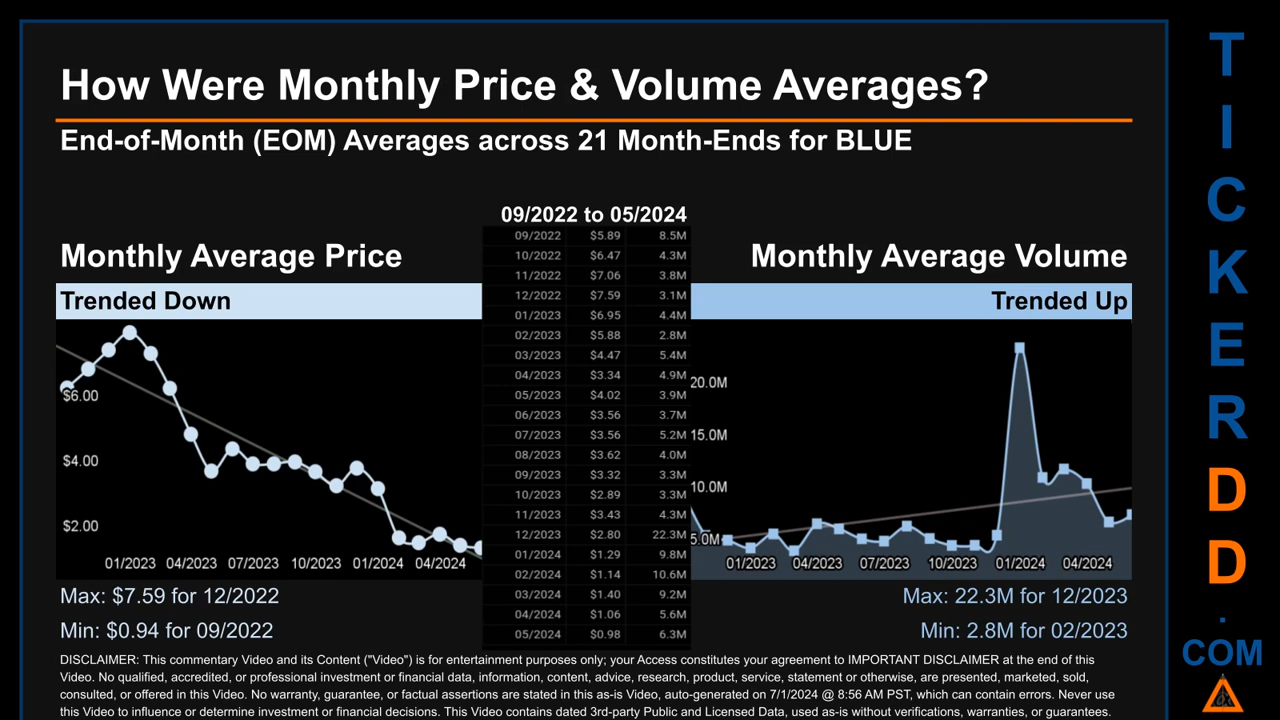 How Were Monthly Price & Volume Averages?
End-of-Month (EOM) Averages across 21 Month-Ends for BLUE
09/2022 to 05/2024
Monthly Average Price
Trended Down
$6.00
$4.00
$2.00
01/2023 04/2023 07/2023 10/2023 01/2024 04/2024
Max: $7.59 for 12/2022
Min: $0.94 for 09/2022
09/2022 $5.89 8.5M
10/2022 $6.47 4.3M
11/2022 $7.06 3.8M
12/2022 $7.59 3.1M
01/2023 $6.95 4.4M
02/2023 $5.88 2.8M
03/2023 $4.47 5.4M
04/2023 $3.34 4.9M
05/2023 $4.02 3.9M
06/2023 $3.56 3.7M
07/2023 $3.56 5.2M
08/2023 $3.62 4.0M
09/2023 $3.32 3.3M
10/2023 $2.89 3.3M
11/2023 $3.43 4.3M
12/2023 $2.80 22.3M
01/2024 $1.29 9.8M
02/2024 $1.14 10.6M
03/2024 $1.40 9.2M
04/2024 $1.06 5.6M
05/2024 $0.98 6.3M
Monthly Average Volume
Trended Up
20.0M
15.0M
10.0M
5.0M
01/2023 04/2023 07/2023 10/2023 01/2024 04/2024
Max: 22.3M for 12/2023
Min: 2.8M for 02/2023
DISCLAIMER: This commentary Video and its Content ("Video") is for entertainment purposes only; your Access constitutes your agreement to IMPORTANT DISCLAIMER at the end of this
Video. No qualified, accredited, or professional investment or financial data, information, content, advice, research, product, service, statement or otherwise, are presented, marketed, sold,
consulted, or offered in this Video. No warranty, guarantee, or factual assertions are stated in this as-is Video, auto-generated on 7/1/2024 @ 8:56 AM PST, which can contain errors. Never use
this Video to influence or determine investment or financial decisions. This Video contains dated 3rd-party Public and Licensed Data, used as-is without verifications, warranties, or guarantees.
T
I
C
K
E
R
D
D
.
COM